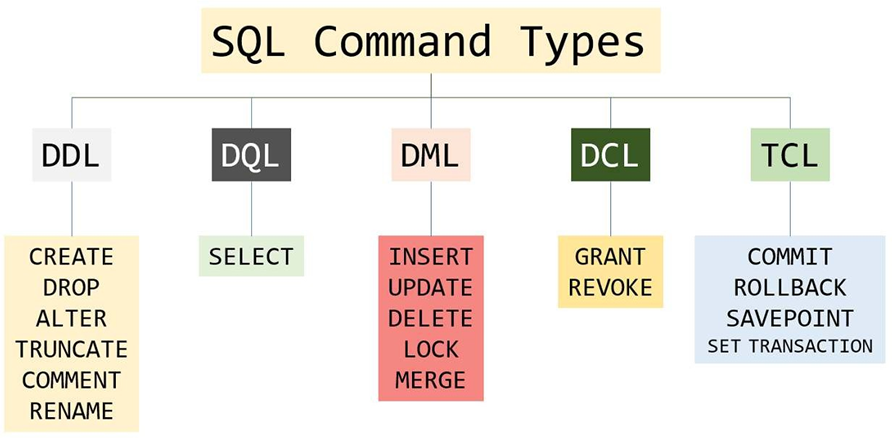 SQL Command Types
DDL
DQL
DML
DCL
TCL
CREATE
DROP
ALTER
TRUNCATE
COMMENT
RENAME
SELECT
INSERT
UPDATE
DELETE
LOCK
MERGE
GRANT
REVOKE
COMMIT
ROLLBACK
SAVEPOINT
SET TRANSACTION